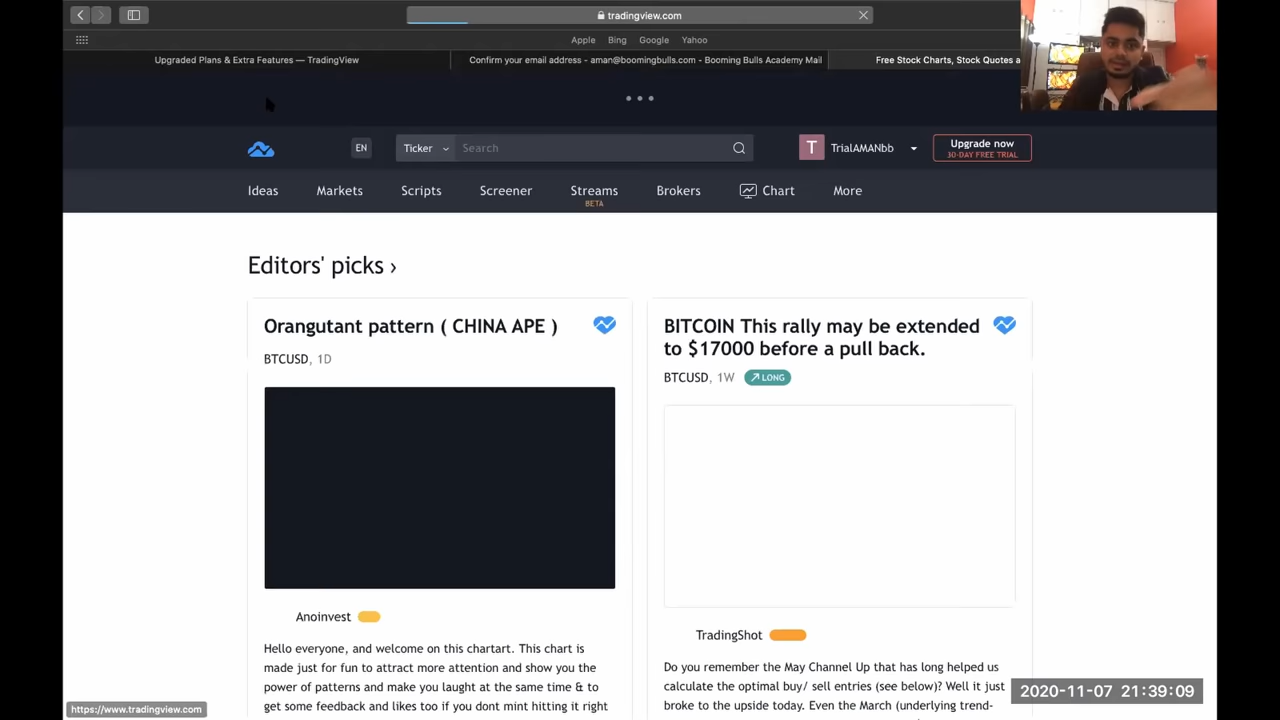 tradingview.com
Apple Bing Google Yahoo
Upgraded Plans & Extra Features — TradingView
Confirm your email address - aman@boomingbulls.com - Booming Bulls Academy Mail
Free Stock Charts, Stock Quotes a
EN
Ticker
Search
T
TrialAMANbb
Upgrade now
30-DAY FREE TRIAL
Ideas Markets Scripts Screener Streams Brokers Chart More
BETA
Editors' picks ›
Orangutant pattern ( CHINA APE )
BTCUSD, 1D
Anoinvest
Hello everyone, and welcome on this chartart. This chart is
made just for fun to attract more attention and show you the
power of patterns and make you laught at the same time & to
get some feedback and likes too if you dont mint hitting it right
BITCOIN This rally may be extended
to $17000 before a pull back.
BTCUSD, 1W
LONG
TradingShot
Do you remember the May Channel Up that has long helped us
calculate the optimal buy/ sell entries (see below)? Well it just
broke to the upside today. Even the March (underlying trend-
https://www.tradingview.com
2020-11-07 21:39:09